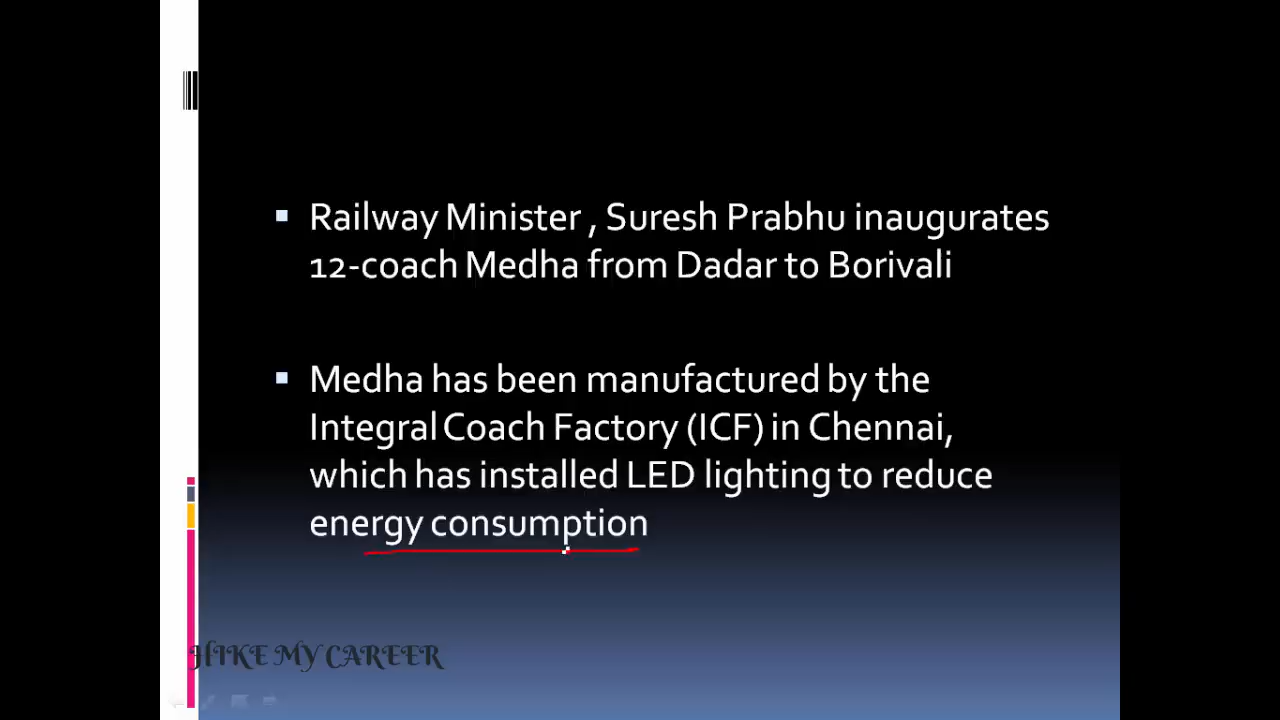 Railway Minister , Suresh Prabhu inaugurates
12-coach Medha from Dadar to Borivali
Medha has been manufactured by the
Integral Coach Factory (ICF) in Chennai,
which has installed LED lighting to reduce
energy consumption
HIKE MY CAREER